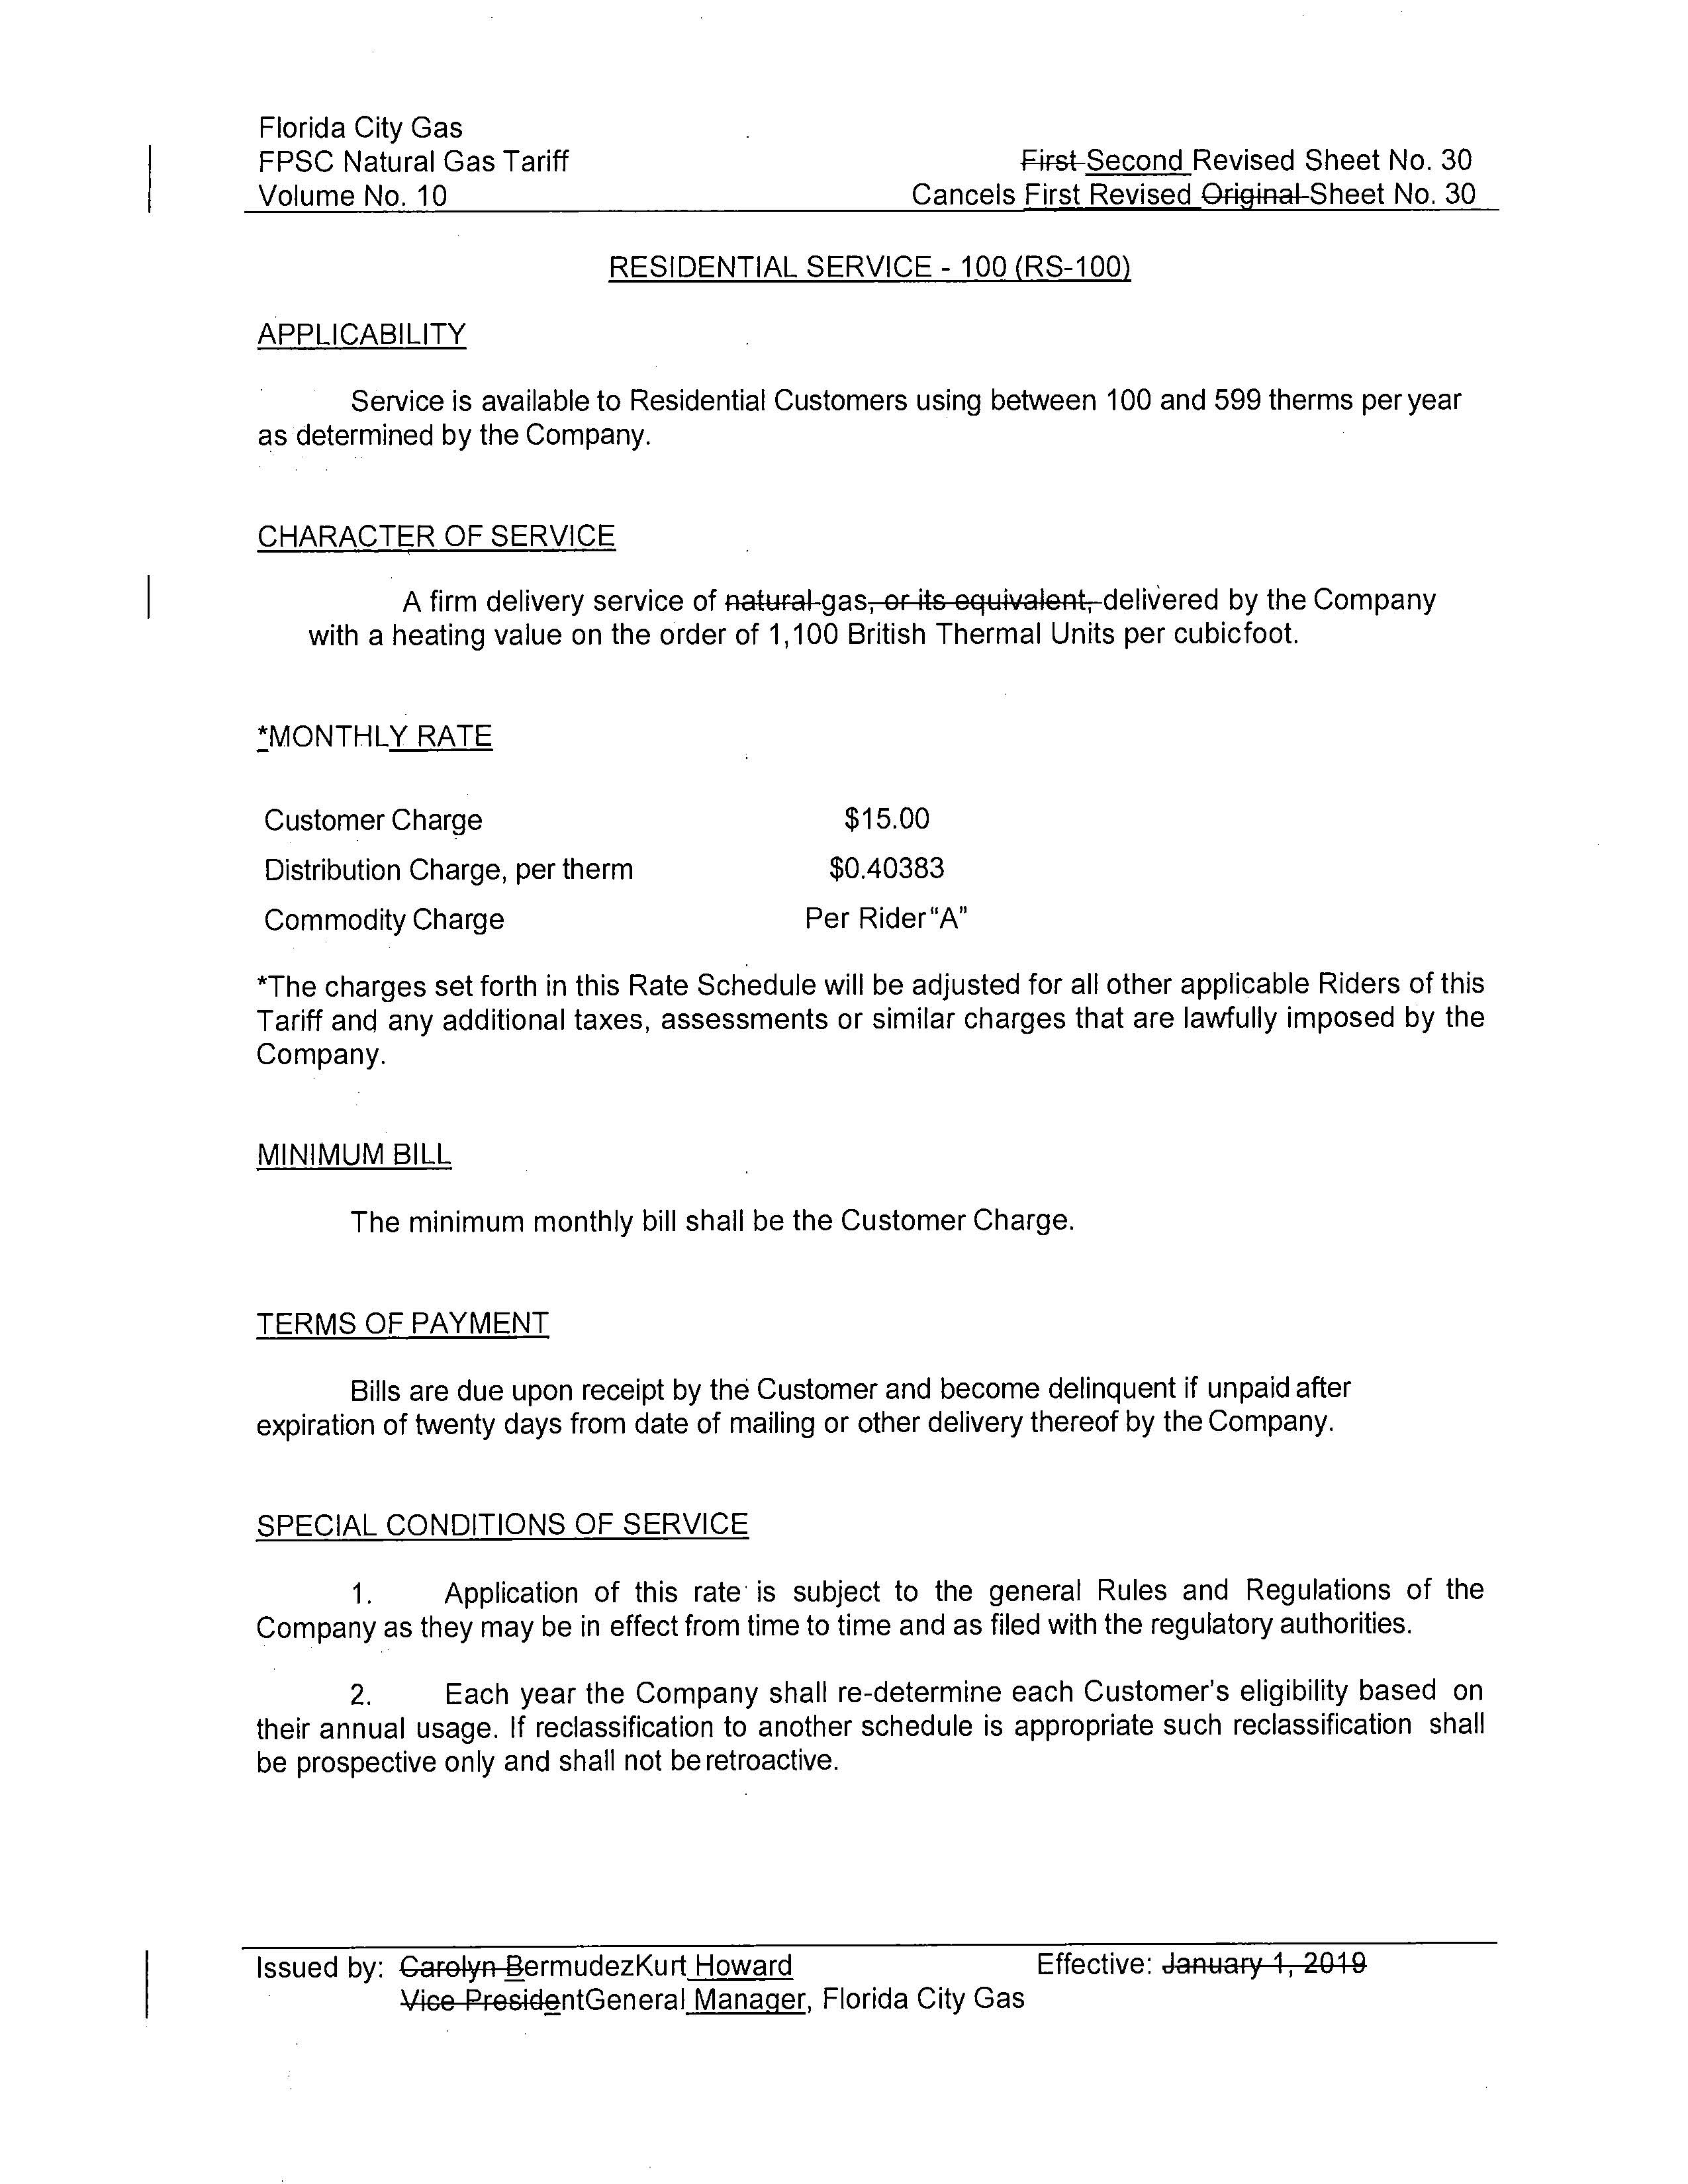 Florida City Gas
FPSC Natural Gas Tariff
First Second Revised Sheet No. 30
Volume No. 10
Cancels First Revised Original Sheet No. 30
RESIDENTIAL SERVICE - 100 (RS-100)
APPLICABILITY
Service is available to Residential Customers using between 100 and 599 therms per year
as determined by the Company.
CHARACTER OF SERVICE
A firm delivery service of natural gas, or its equivalent, delivered by the Company
with a heating value on the order of 1,100 British Thermal Units per cubicfoot.
*MONTHLY RATE
Customer Charge $15.00
Distribution Charge, per therm $0.40383
Commodity Charge Per Rider "A"
*The charges set forth in this Rate Schedule will be adjusted for all other applicable Riders of this
Tariff and any additional taxes, assessments or similar charges that are lawfully imposed by the
Company.
MINIMUM BILL
The minimum monthly bill shall be the Customer Charge.
TERMS OF PAYMENT
Bills are due upon receipt by the Customer and become delinquent if unpaid after
expiration of twenty days from date of mailing or other delivery thereof by the Company.
SPECIAL CONDITIONS OF SERVICE
1. Application of this rate is subject to the general Rules and Regulations of the
Company as they may be in effect from time to time and as filed with the regulatory authorities.
2. Each year the Company shall re-determine each Customer's eligibility based on
their annual usage. If reclassification to another schedule is appropriate such reclassification shall
be prospective only and shall not be retroactive.
Issued by: Carolyn BermudezKurt Howard Effective: January 1, 2019
Vice PresidentGeneral Manager, Florida City Gas